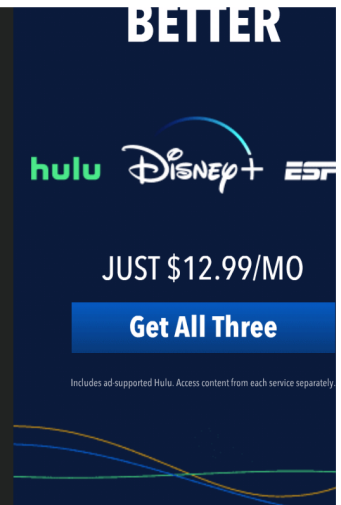 BETTER
hulu Disney+ ESP
JUST $12.99/MO
Get All Three
Includes ad-supported Hulu. Access content from each service separately.